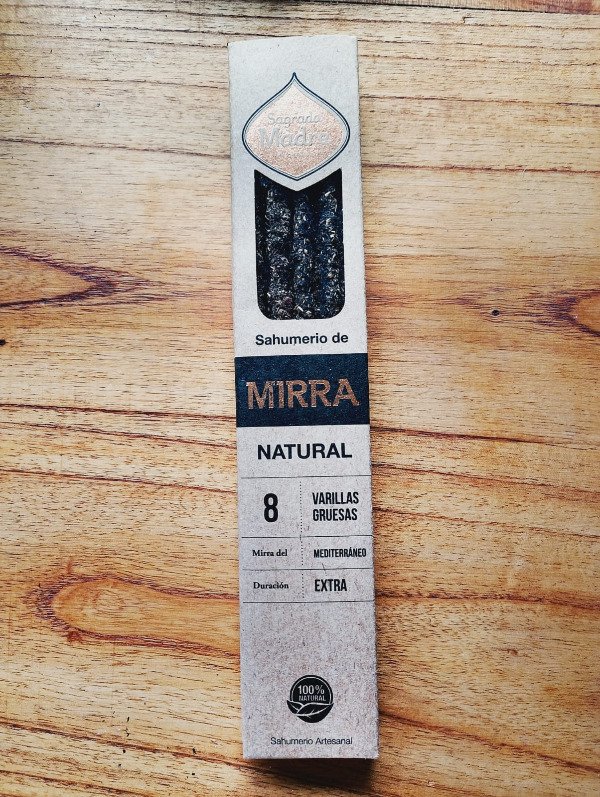 Sagrada
Madre
Sahumerio de
MIRRA
NATURAL
8 VARILLAS
GRUESAS
Mirra del MEDITERRÁNEO
Duración EXTRA
100%
NATURAL
Sahumerio Artesanal